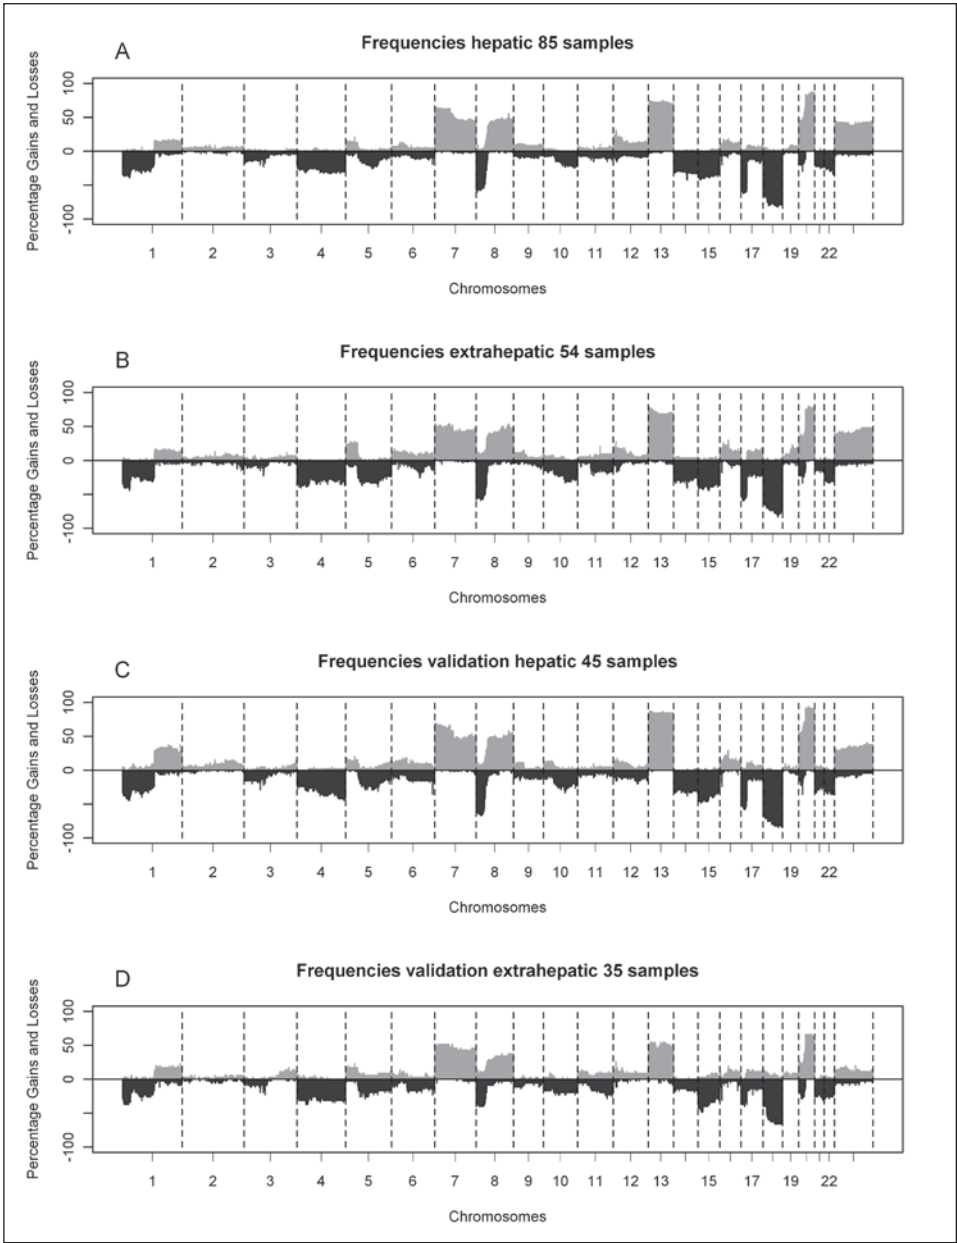 A
Frequencies hepatic 85 samples
Percentage Gains and Losses
100
50
0
-100
1 2 3 4 5 6 7 8 9 10 11 12 13 15 19 22
Chromosomes
B
Frequencies extrahepatic 54 samples
Percentage Gains and Losses
100
50
0
-100
1 2 3 4 5 6 7 8 9 10 11 12 13 15 19 22
Chromosomes
C
Frequencies validation hepatic 45 samples
Percentage Gains and Losses
100
50
0
-100
1 2 3 4 5 6 7 8 9 10 11 12 13 15 19 22
Chromosomes
D
Frequencies validation extrahepatic 35 samples
Percentage Gains and Losses
100
50
0
-100
1 2 3 4 5 6 7 8 9 10 11 12 13 15 19 22
Chromosomes